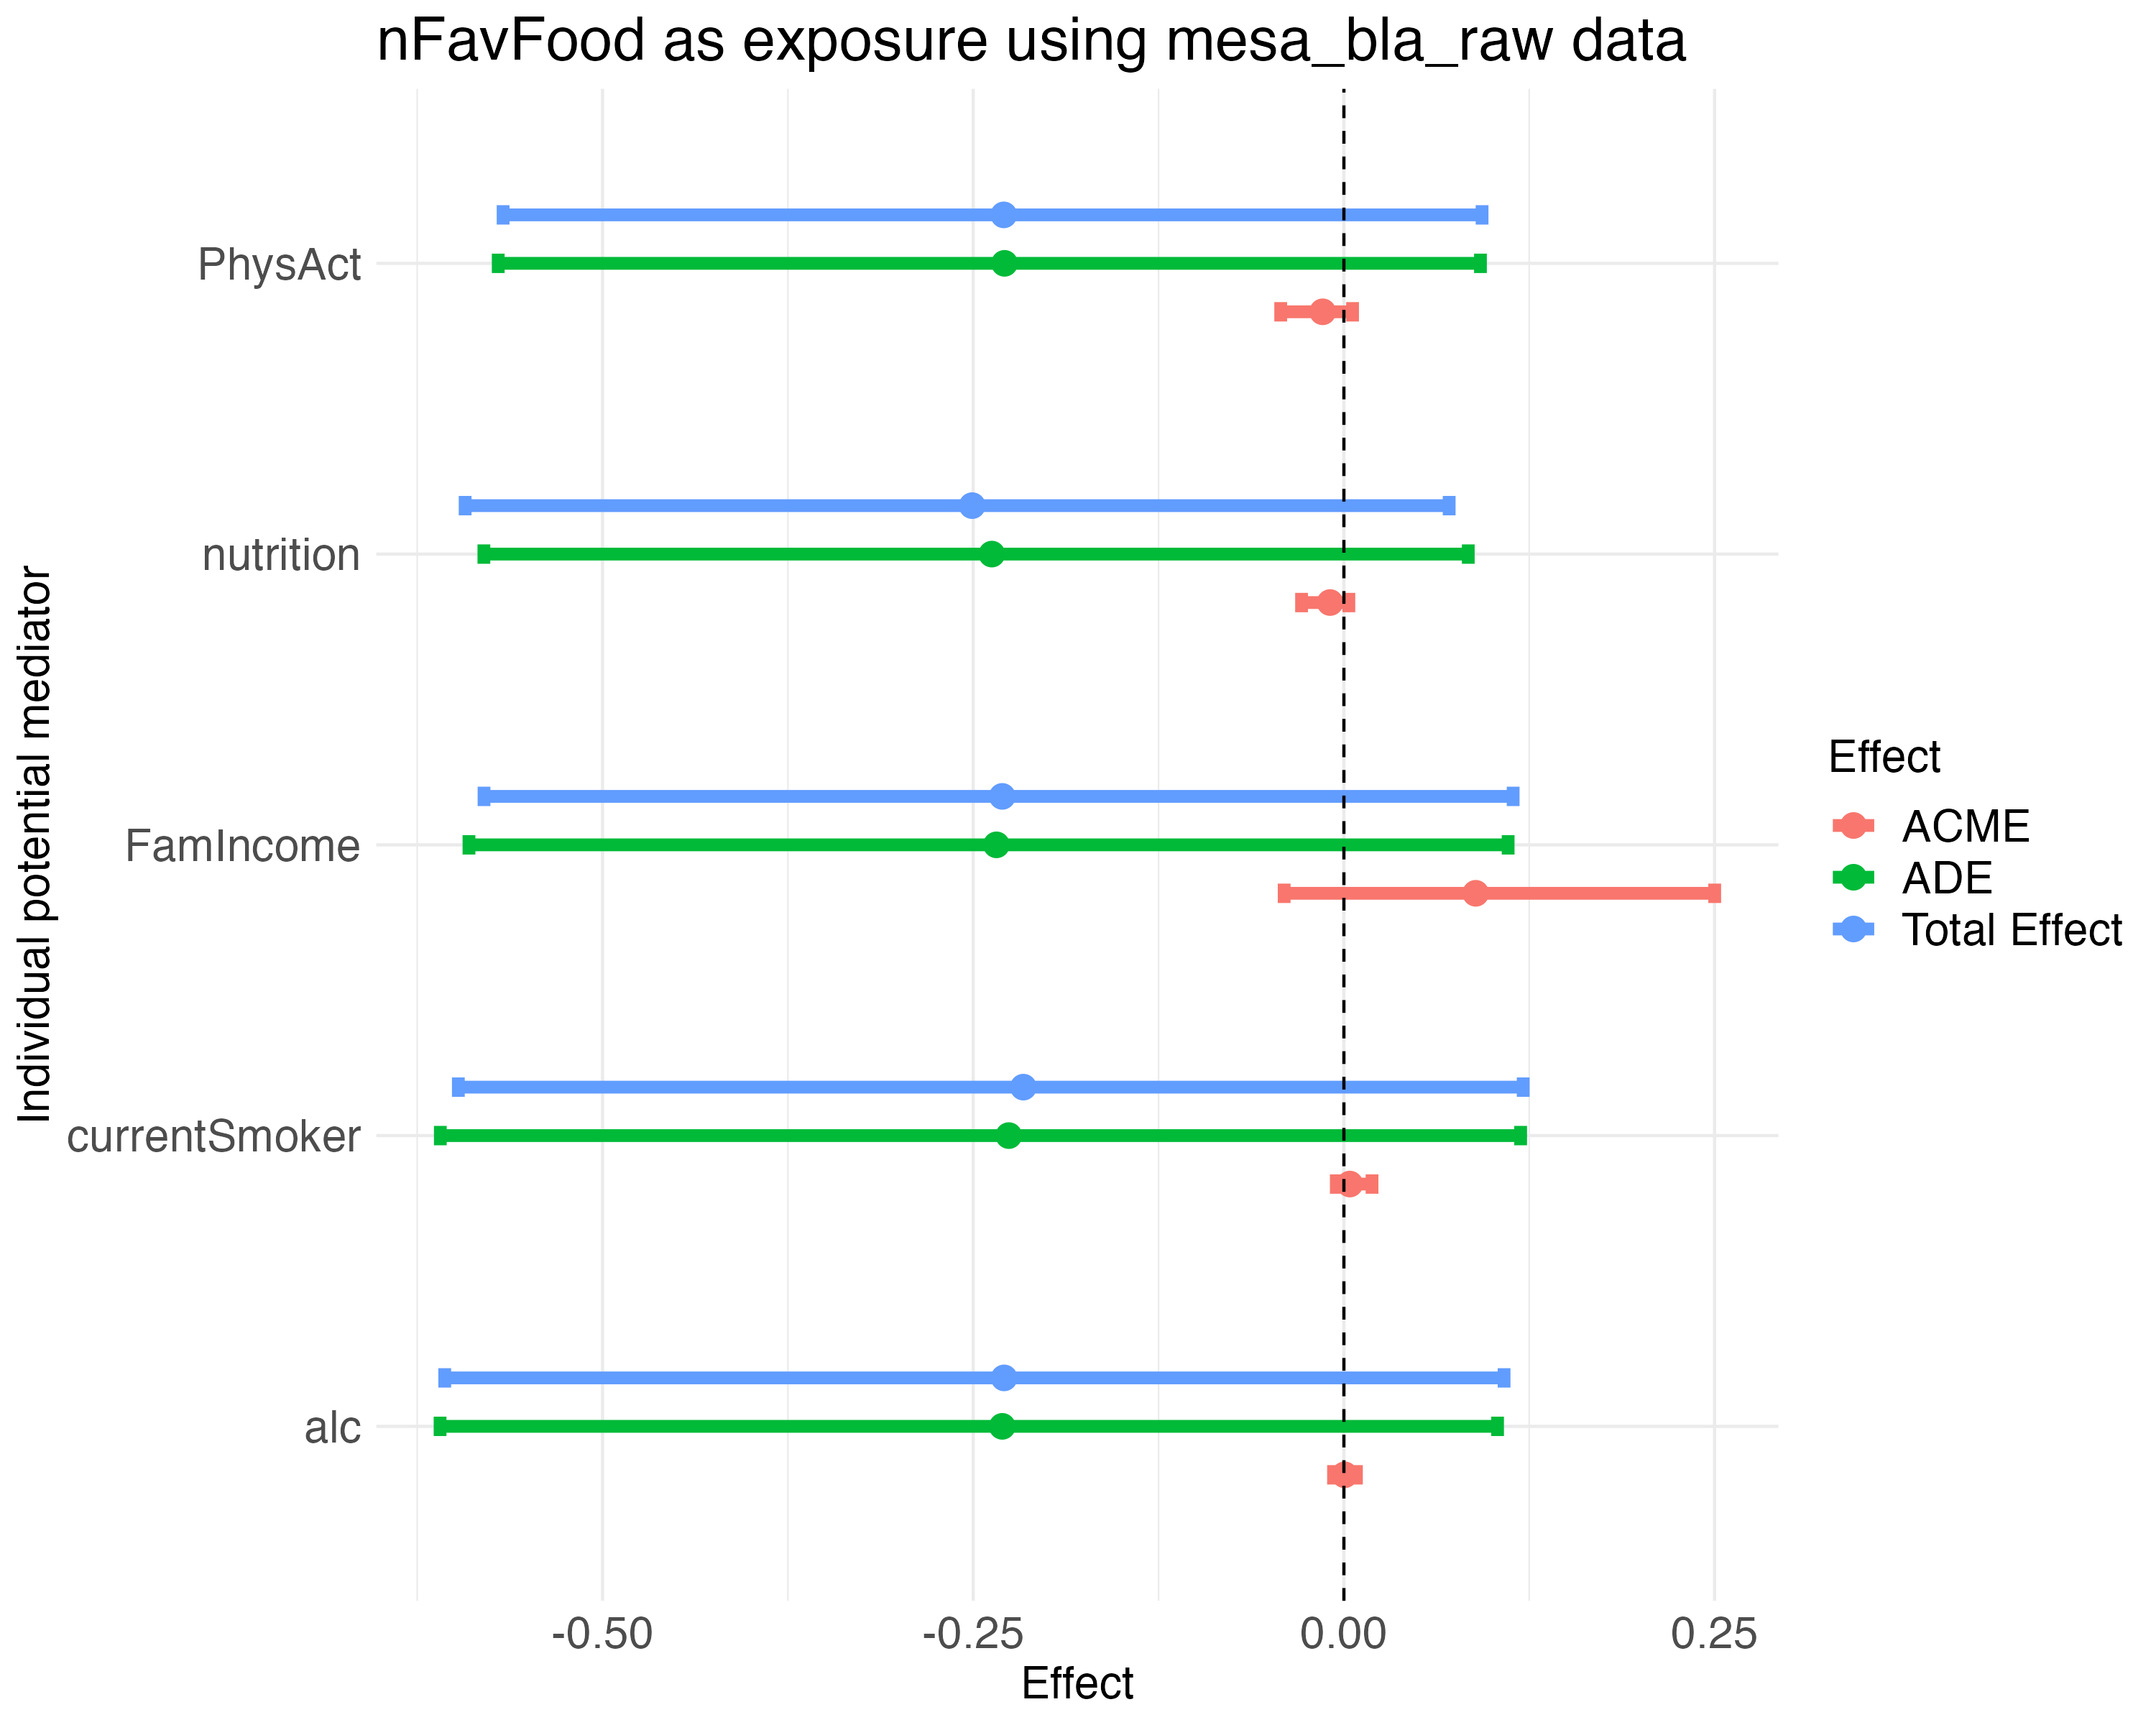 nFavFood as exposure using mesa_bla_raw data
Individual potential mediator
PhysAct
nutrition
FamIncome
currentSmoker
alc
-0.50
-0.25
0.00
0.25
Effect
Effect
ACME
ADE
Total Effect